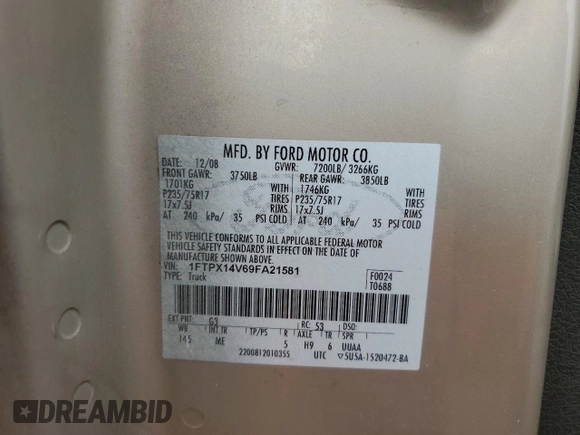 MFD. BY FORD MOTOR CO.
DATE: 12/08 GVWR: 7200LB/ 3266KG
FRONT GAWR: 3750LB REAR GAWR: 3850LB
1701KG WITH 1746KG WITH
P235/75R17 TIRES P235/75R17 TIRES
17x7.5J RIMS 17x7.5J RIMS
AT 240 kPa/ 35 PSI COLD AT 240 kPa/ 35 PSI COLD
THIS VEHICLE CONFORMS TO ALL APPLICABLE FEDERAL MOTOR
VEHICLE SAFETY STANDARDS IN EFFECT ON THE DATE OF
MANUFACTURE SHOWN ABOVE.
VIN: 1FTPX14V69FA21581
TYPE: Truck
F0024
T0688
EXT PNT: G3 RC: 53 DSO:
WB INT TR TP/PS R AXLE TR SPR
145 ME 5 H9 6 UUAA
2200812010355 UTC ▽5U5A-1520472-BA
DREAMBID